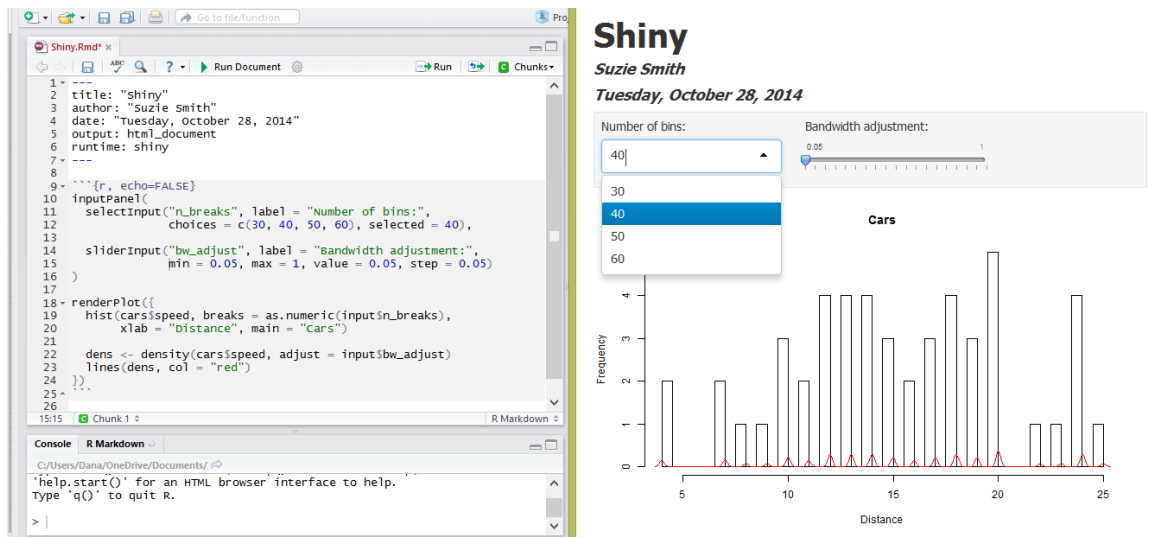 Go to file/function
Proj
Shiny.Rmd* ×
ABC
? Run Document Run Chunks
1 ---
2 title: "Shiny"
3 author: "Suzie Smith"
4 date: "Tuesday, October 28, 2014"
5 output: html_document
6 runtime: shiny
7 ---
8
9 ```{r, echo=FALSE}
10 inputPanel(
11 selectInput("n_breaks", label = "Number of bins:",
12 choices = c(30, 40, 50, 60), selected = 40),
13
14 sliderInput("bw_adjust", label = "Bandwidth adjustment:",
15 min = 0.05, max = 1, value = 0.05, step = 0.05)
16 )
17
18 renderPlot({
19 hist(cars$speed, breaks = as.numeric(input$n_breaks),
20 xlab = "Distance", main = "Cars")
21
22 dens <- density(cars$speed, adjust = input$bw_adjust)
23 lines(dens, col = "red")
24 })
25 ```
26
15:15 C Chunk 1 R Markdown
Console R Markdown
C:/Users/Dana/OneDrive/Documents/
'help.start()' for an HTML browser interface to help.
Type 'q()' to quit R.
>
Shiny
Suzie Smith
Tuesday, October 28, 2014
Number of bins: Bandwidth adjustment:
40
0.05 1
30
40
50
60
Cars
Frequency
4
3
2
1
0
5 10 15 20 25
Distance